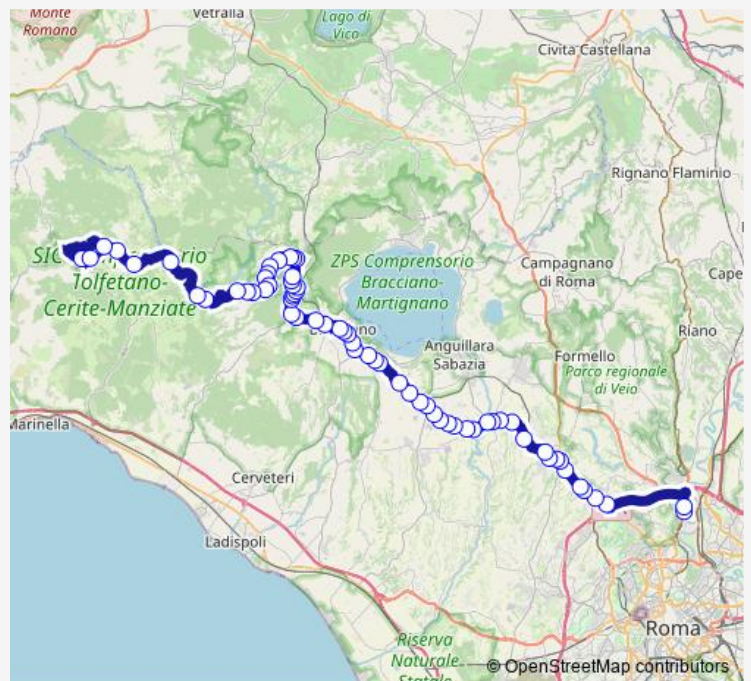 Monte
Romano
Vetralla
Lago di
Vico
Civita Castellana
Rignano Flaminio
ZPS Comprensorio
Bracciano-
Martignano
Campagnano
di Roma
Tolfetano-
Cerite-Manziate
Anguillara
Sabazia
Riano
Formello
Parco regionale
di Veio
Marinella
Cerveteri
Ladispoli
Roma
Riserva
Naturale
Statale
© OpenStreetMap contributors